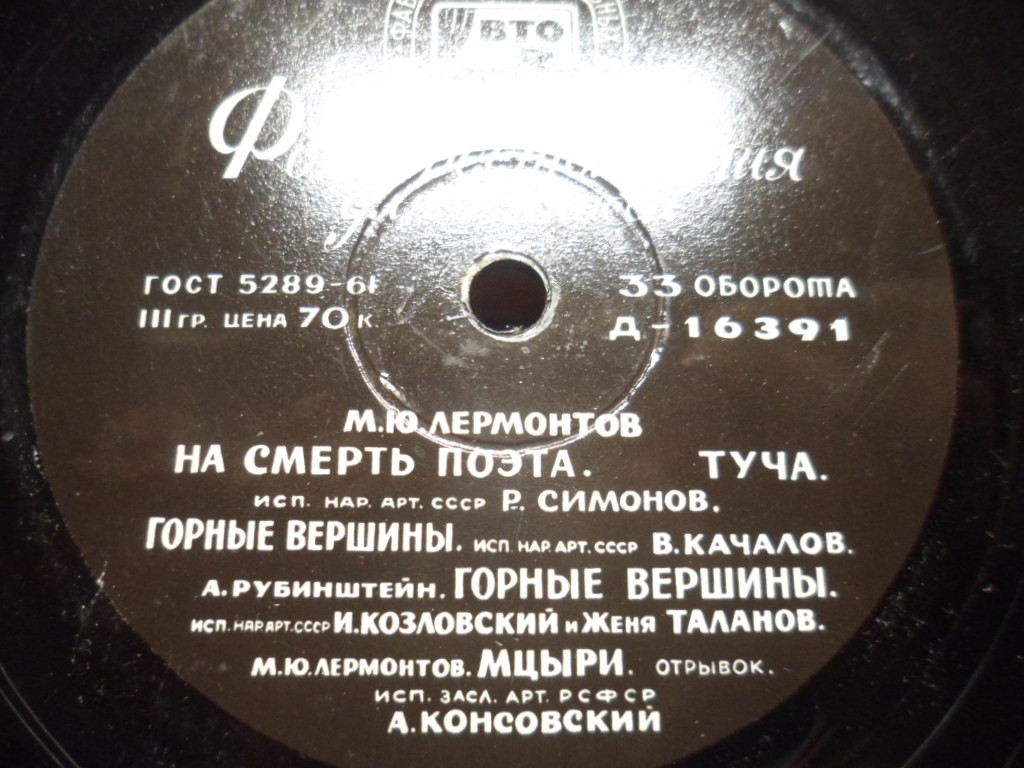 ВТО
ГОСТ 5289-61
33 ОБОРОТА
III ГР. ЦЕНА 70 К.
Д-16391
М.Ю.ЛЕРМОНТОВ
НА СМЕРТЬ ПОЭТА. ТУЧА.
ИСП. НАР. АРТ. СССР Р. СИМОНОВ.
ГОРНЫЕ ВЕРШИНЫ. ИСП. НАР. АРТ. СССР В.КАЧАЛОВ.
А.РУБИНШТЕЙН. ГОРНЫЕ ВЕРШИНЫ.
ИСП. НАР.АРТ.СССР И.КОЗЛОВСКИЙ И ЖЕНЯ ТАЛАНОВ.
М.Ю.ЛЕРМОНТОВ. МЦЫРИ. ОТРЫВОК.
ИСП. ЗАСЛ. АРТ. РСФСР
А.КОНСОВСКИЙ